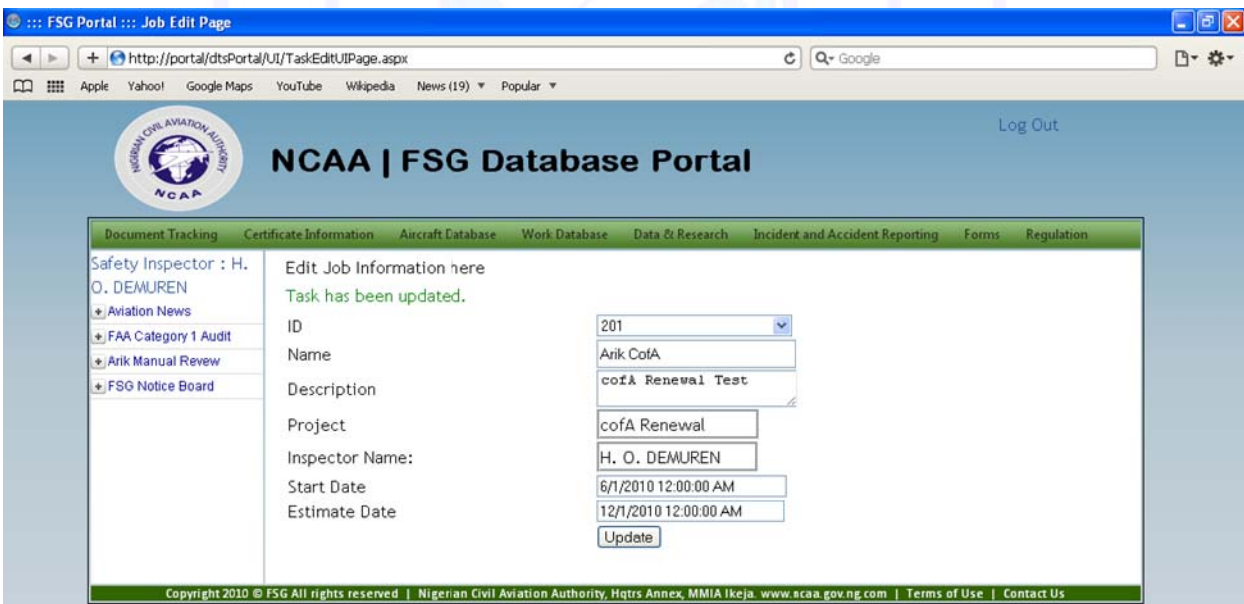 ::: FSG Portal ::: Job Edit Page
http://portal/dtsPortal/UI/TaskEditUIPage.aspx
Google
Apple Yahoo! Google Maps YouTube Wikipedia News (19) Popular
NIGERIAN CIVIL AVIATION AUTHORITY
NCAA
NCAA | FSG Database Portal
Log Out
Document Tracking Certificate Information Aircraft Database Work Database Data & Research Incident and Accident Reporting Forms Regulation
Safety Inspector : H.
O. DEMUREN
Aviation News
FAA Category 1 Audit
Arik Manual Revew
FSG Notice Board
Edit Job Information here
Task has been updated.
ID 201
Name Arik CofA
Description cofA Renewal Test
Project cofA Renewal
Inspector Name: H. O. DEMUREN
Start Date 6/1/2010 12:00:00 AM
Estimate Date 12/1/2010 12:00:00 AM
Update
Copyright 2010 © FSG All rights reserved | Nigerian Civil Aviation Authority, Hqtrs Annex, MMIA Ikeja. www.ncaa.gov.ng.com | Terms of Use | Contact Us